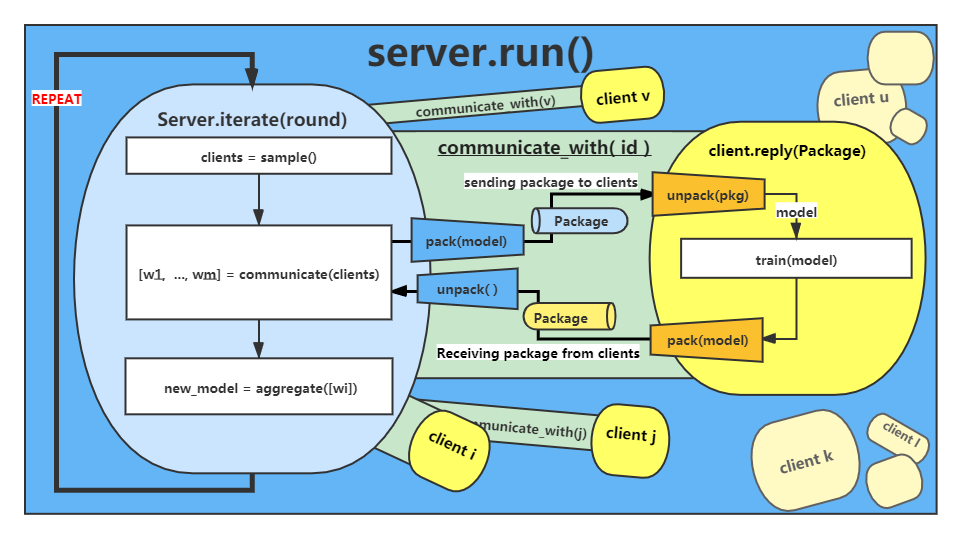 server.run()
REPEAT
Server.iterate(round)
clients = sample()
[w1, ..., wm] = communicate(clients)
new_model = aggregate([wi])
communicate_with(v)
client v
client u
communicate_with( id )
sending package to clients
pack(model)
Package
unpack( )
Package
Receiving package from clients
client.reply(Package)
unpack(pkg)
model
train(model)
pack(model)
client i
municate_with(j)
client j
client k
client l